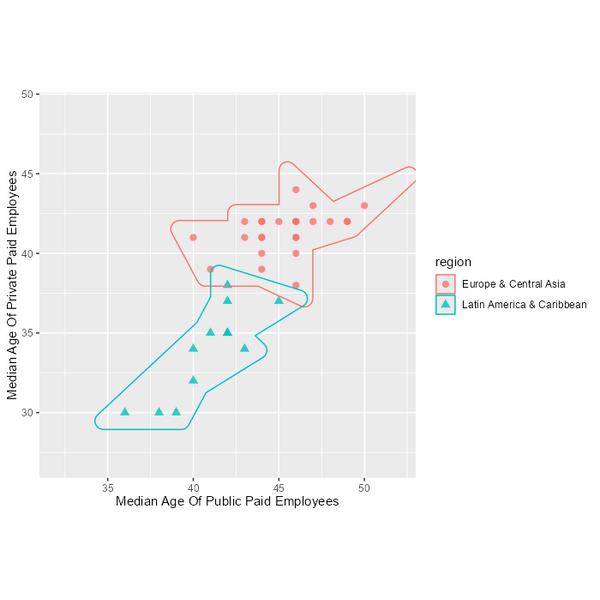 50
45
40
35
30
Median Age Of Private Paid Employees
35
40
45
50
Median Age Of Public Paid Employees
region
Europe & Central Asia
Latin America & Caribbean